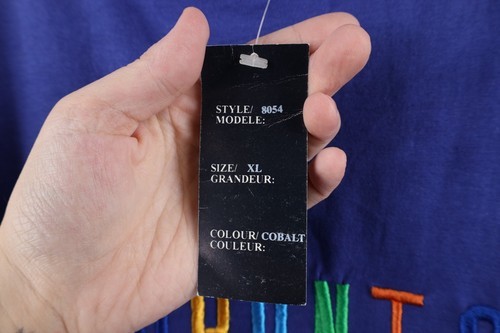 STYLE/ 8054
MODELE:
SIZE/ XL
GRANDEUR:
COLOUR/ COBALT
COULEUR: